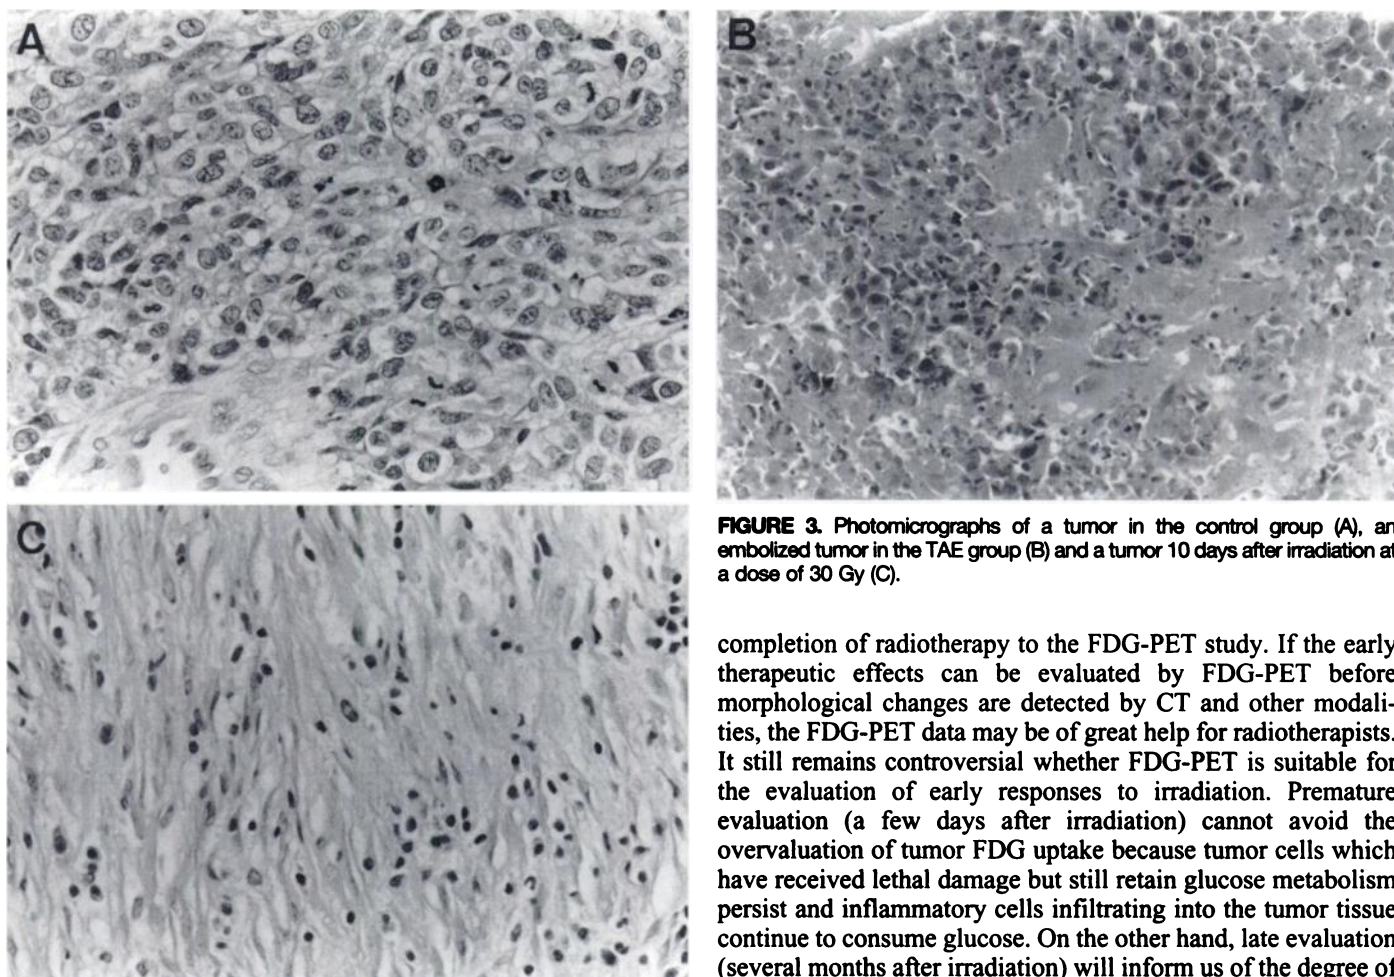 A
B
C
FIGURE 3. Photomicrographs of a tumor in the control group (A), an
embolized tumor in the TAE group (B) and a tumor 10 days after irradiation at
a dose of 30 Gy (C).
completion of radiotherapy to the FDG-PET study. If the early
therapeutic effects can be evaluated by FDG-PET before
morphological changes are detected by CT and other modali-
ties, the FDG-PET data may be of great help for radiotherapists.
It still remains controversial whether FDG-PET is suitable for
the evaluation of early responses to irradiation. Premature
evaluation (a few days after irradiation) cannot avoid the
overvaluation of tumor FDG uptake because tumor cells which
have received lethal damage but still retain glucose metabolism
persist and inflammatory cells infiltrating into the tumor tissue
continue to consume glucose. On the other hand, late evaluation
(several months after irradiation) will inform us of the degree of